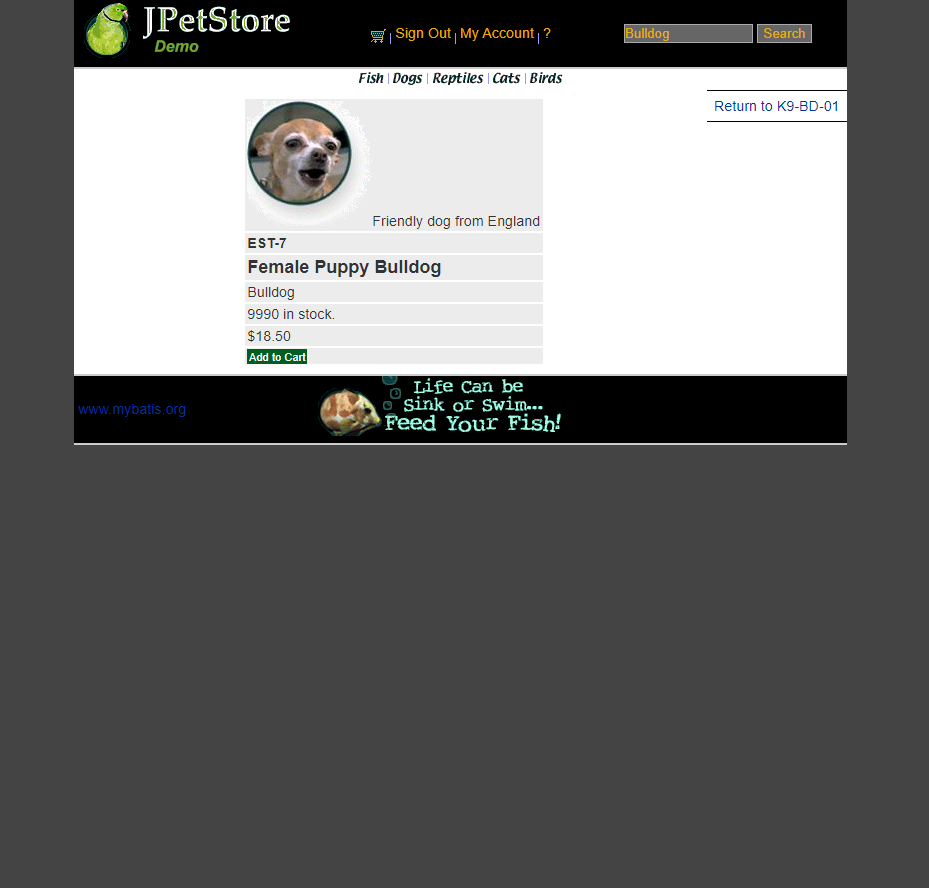 JPetStore
Demo
Sign Out | My Account | ?
Bulldog Search
Fish | Dogs | Reptiles | Cats | Birds
Return to K9-BD-01
Friendly dog from England
EST-7
Female Puppy Bulldog
Bulldog
9990 in stock.
$18.50
Add to Cart
www.mybatis.org
Life Can be
Sink or Swim...
Feed Your Fish!